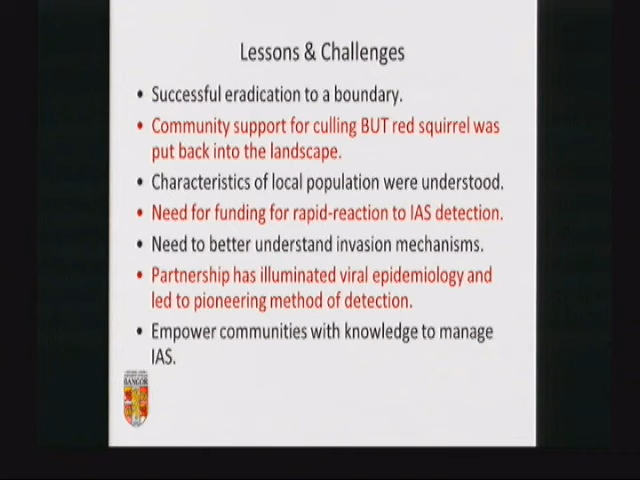 Lessons & Challenges
• Successful eradication to a boundary.
• Community support for culling BUT red squirrel was
put back into the landscape.
• Characteristics of local population were understood.
• Need for funding for rapid-reaction to IAS detection.
• Need to better understand invasion mechanisms.
• Partnership has illuminated viral epidemiology and
led to pioneering method of detection.
• Empower communities with knowledge to manage
IAS.
BANGOR